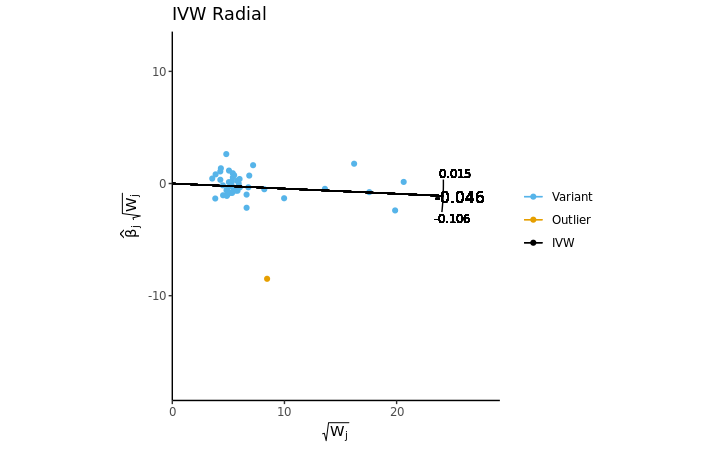 IVW Radial
10
0
-10
β̂j √Wj
0.015
-0.046
-0.106
Variant
Outlier
IVW
0
10
20
√Wj